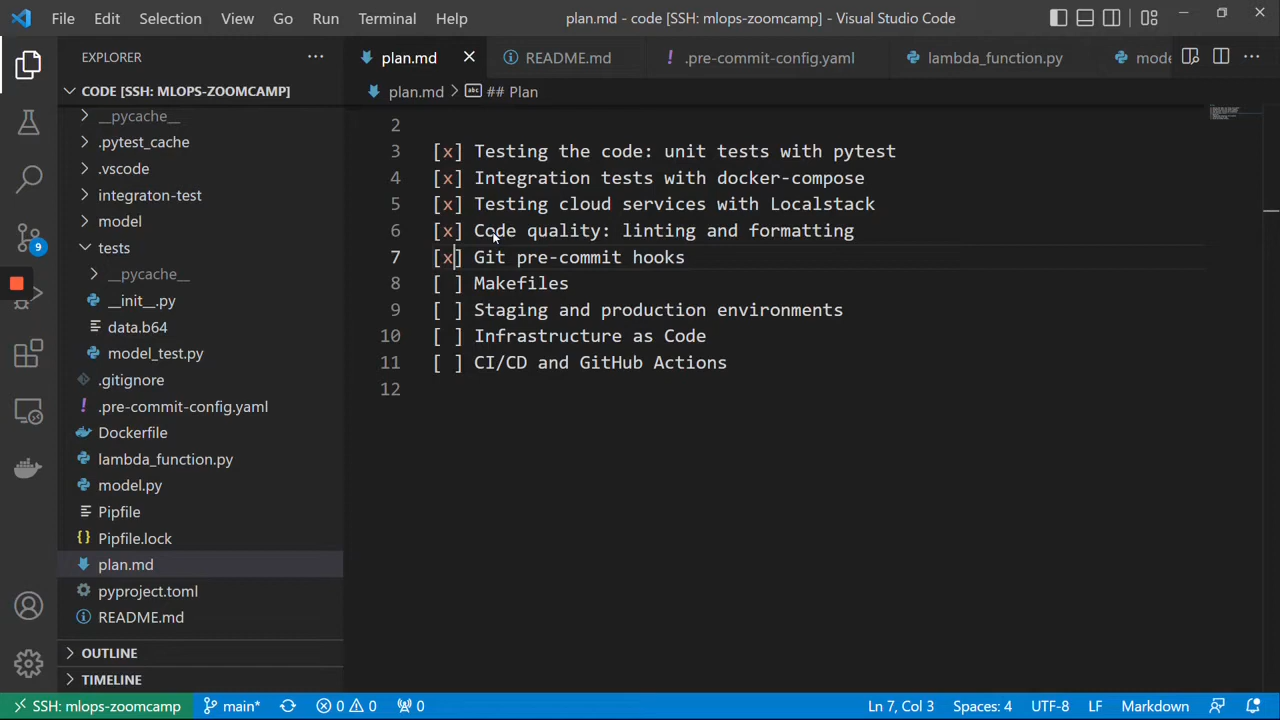 File Edit Selection View Go Run Terminal Help
plan.md - code [SSH: mlops-zoomcamp] - Visual Studio Code
EXPLORER
CODE [SSH: MLOPS-ZOOMCAMP]
__pycache__
.pytest_cache
.vscode
integraton-test
model
tests
__pycache__
__init__.py
data.b64
model_test.py
.gitignore
.pre-commit-config.yaml
Dockerfile
lambda_function.py
model.py
Pipfile
Pipfile.lock
plan.md
pyproject.toml
README.md
OUTLINE
TIMELINE
9
plan.md README.md .pre-commit-config.yaml lambda_function.py mode
plan.md > ## Plan
2
3 [x] Testing the code: unit tests with pytest
4 [x] Integration tests with docker-compose
5 [x] Testing cloud services with Localstack
6 [x] Code quality: linting and formatting
7 [x] Git pre-commit hooks
8 [ ] Makefiles
9 [ ] Staging and production environments
10 [ ] Infrastructure as Code
11 [ ] CI/CD and GitHub Actions
12
SSH: mlops-zoomcamp main* 0 0 0 Ln 7, Col 3 Spaces: 4 UTF-8 LF Markdown